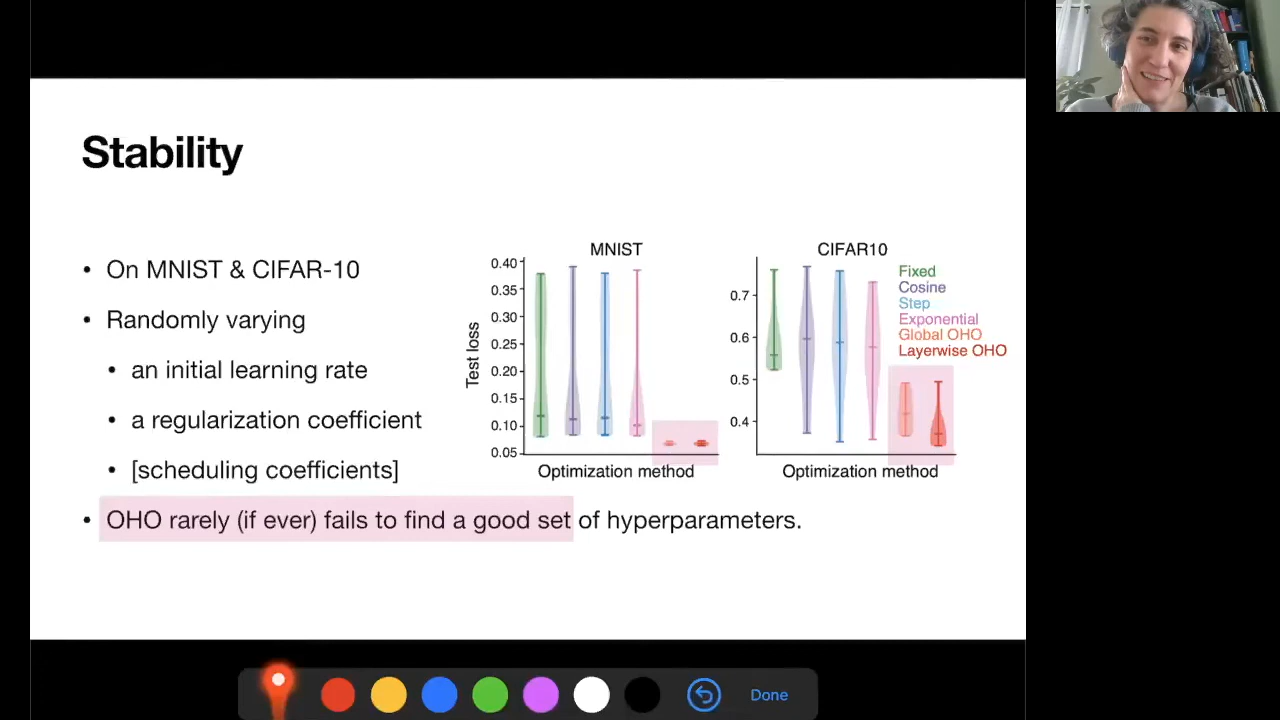 Stability
• On MNIST & CIFAR-10
• Randomly varying
• an initial learning rate
• a regularization coefficient
• [scheduling coefficients]
• OHO rarely (if ever) fails to find a good set of hyperparameters.
MNIST
Test loss
0.40
0.35
0.30
0.25
0.20
0.15
0.10
0.05
Optimization method
CIFAR10
0.7
0.6
0.5
0.4
Optimization method
Fixed
Cosine
Step
Exponential
Global OHO
Layerwise OHO
Done